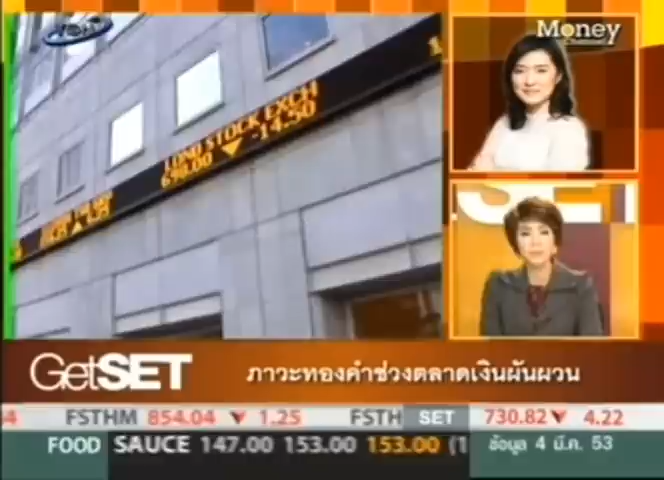 Money
Channel
LOND STOCK EXCH
698.00 ▼ -14.50
GetSET
ภาวะทองคำช่วงตลาดเงินผันผวน
FSTHM 854.04 ▼ 1.25 FSTH SET 730.82 ▼ 4.22
FOOD SAUCE 147.00 153.00 153.00 (1 ข้อมูล 4 มี.ค. 53